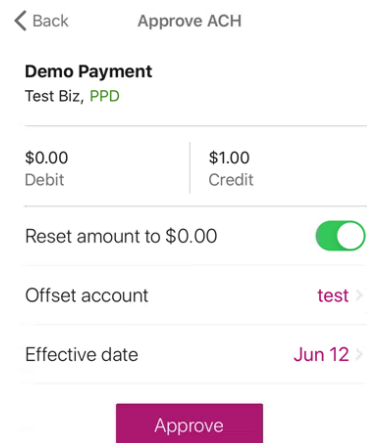 Back
Approve ACH
Demo Payment
Test Biz, PPD
$0.00
$1.00
Debit
Credit
Reset amount to $0.00
Offset account
test
Effective date
Jun 12
Approve